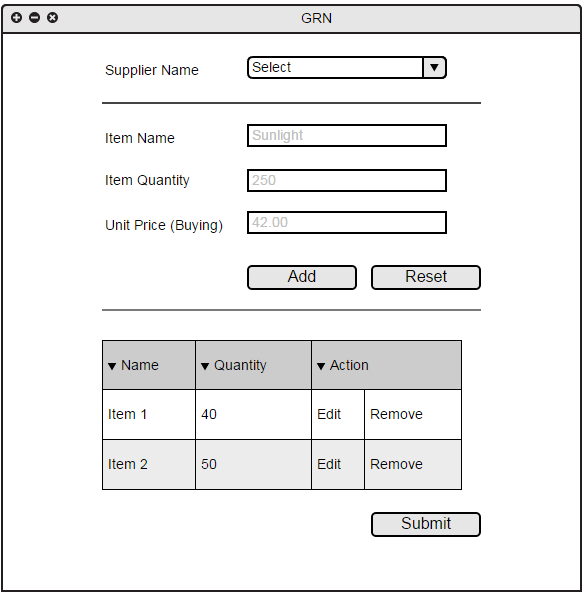 GRN
Supplier Name Select
Item Name Sunlight
Item Quantity 250
Unit Price (Buying) 42.00
Add Reset
Name Quantity Action
Item 1 40 Edit Remove
Item 2 50 Edit Remove
Submit